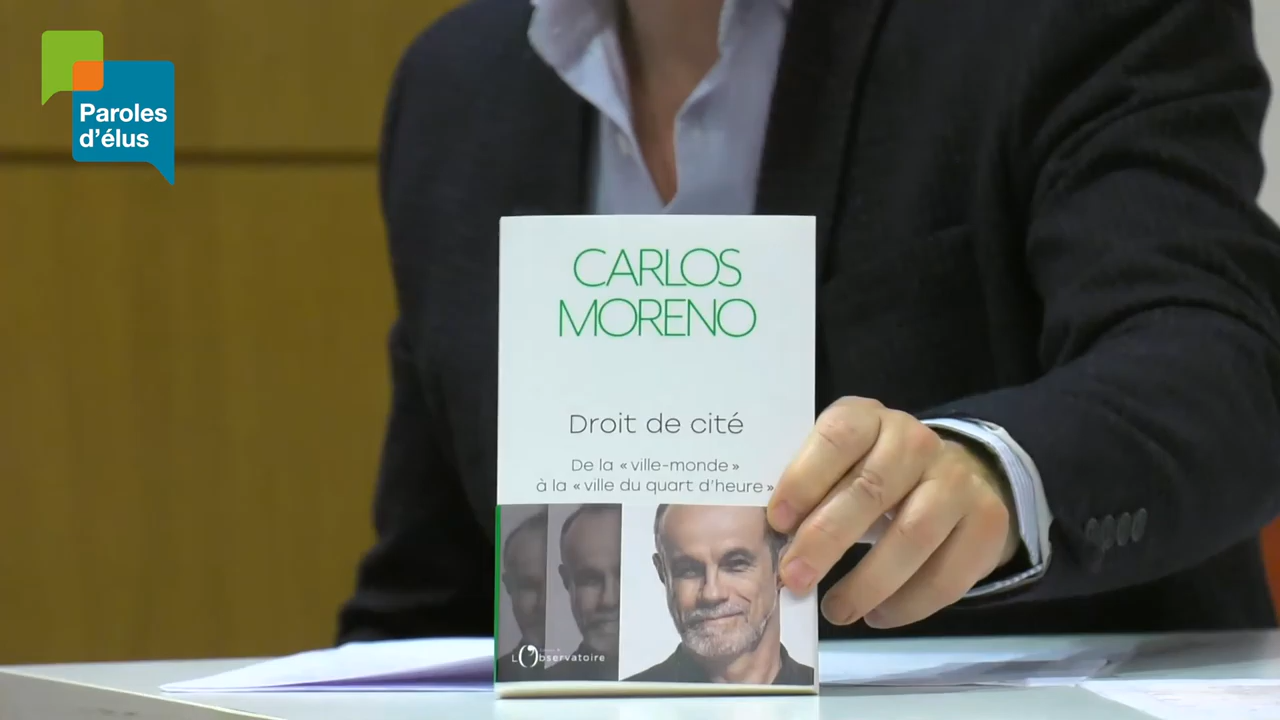 Paroles
d'élus
CARLOS
MORENO
Droit de cité
De la « ville-monde »
à la « ville du quart d'heure »
L'Observatoire